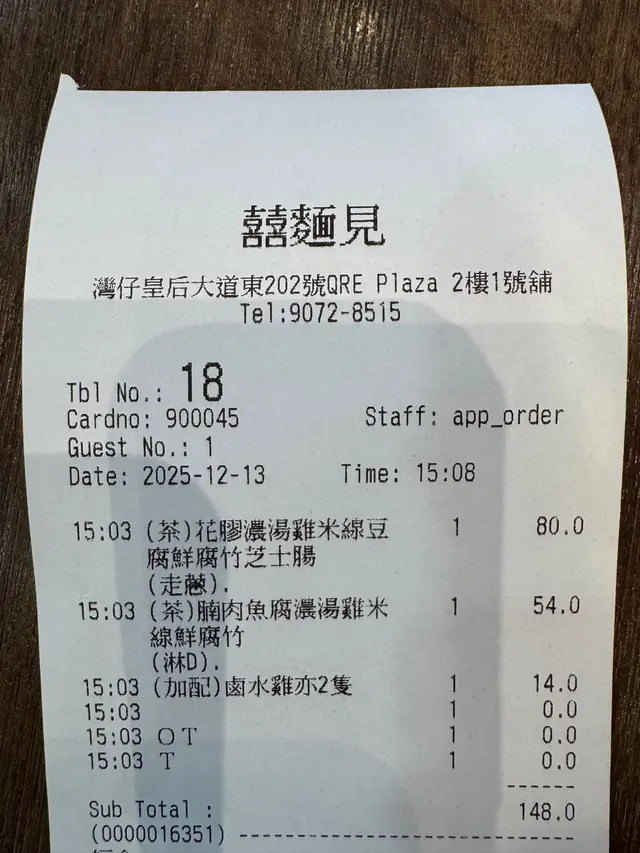 囍麵見
灣仔皇后大道東202號QRE Plaza 2樓1號舖
Tel:9072-8515
Tbl No.: 18
Cardno: 900045 Staff: app_order
Guest No.: 1
Date: 2025-12-13 Time: 15:08
15:03 (茶)花膠濃湯雞米線豆 1 80.0
腐鮮腐竹芝士腸
(走蔥).
15:03 (茶)腩肉魚腐濃湯雞米 1 54.0
線鮮腐竹
(淋D).
15:03 (加配)鹵水雞亦2隻 1 14.0
15:03 1 0.0
15:03 OT 1 0.0
15:03 T 1 0.0
------
Sub Total : 148.0
(0000016351) ------------------------------